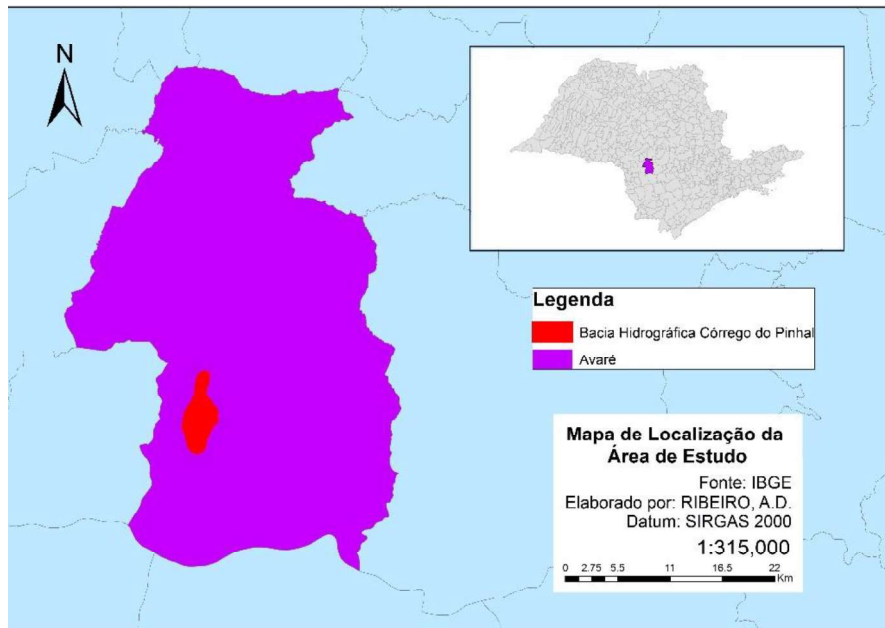 N
Legenda
Bacia Hidrográfica Córrego do Pinhal
Avaré
Mapa de Localização da
Área de Estudo
Fonte: IBGE
Elaborado por: RIBEIRO, A.D.
Datum: SIRGAS 2000
1:315,000
0 2.75 5.5 11 16.5 22
Km